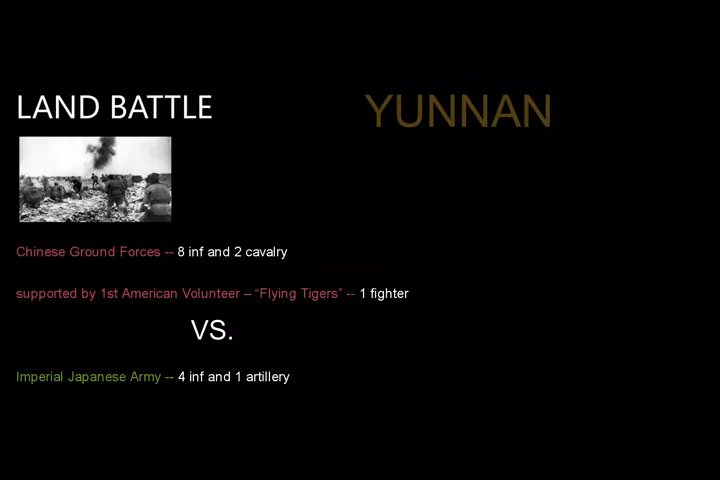 LAND BATTLE
YUNNAN
Chinese Ground Forces -- 8 inf and 2 cavalry
supported by 1st American Volunteer – “Flying Tigers” -- 1 fighter
VS.
Imperial Japanese Army -- 4 inf and 1 artillery